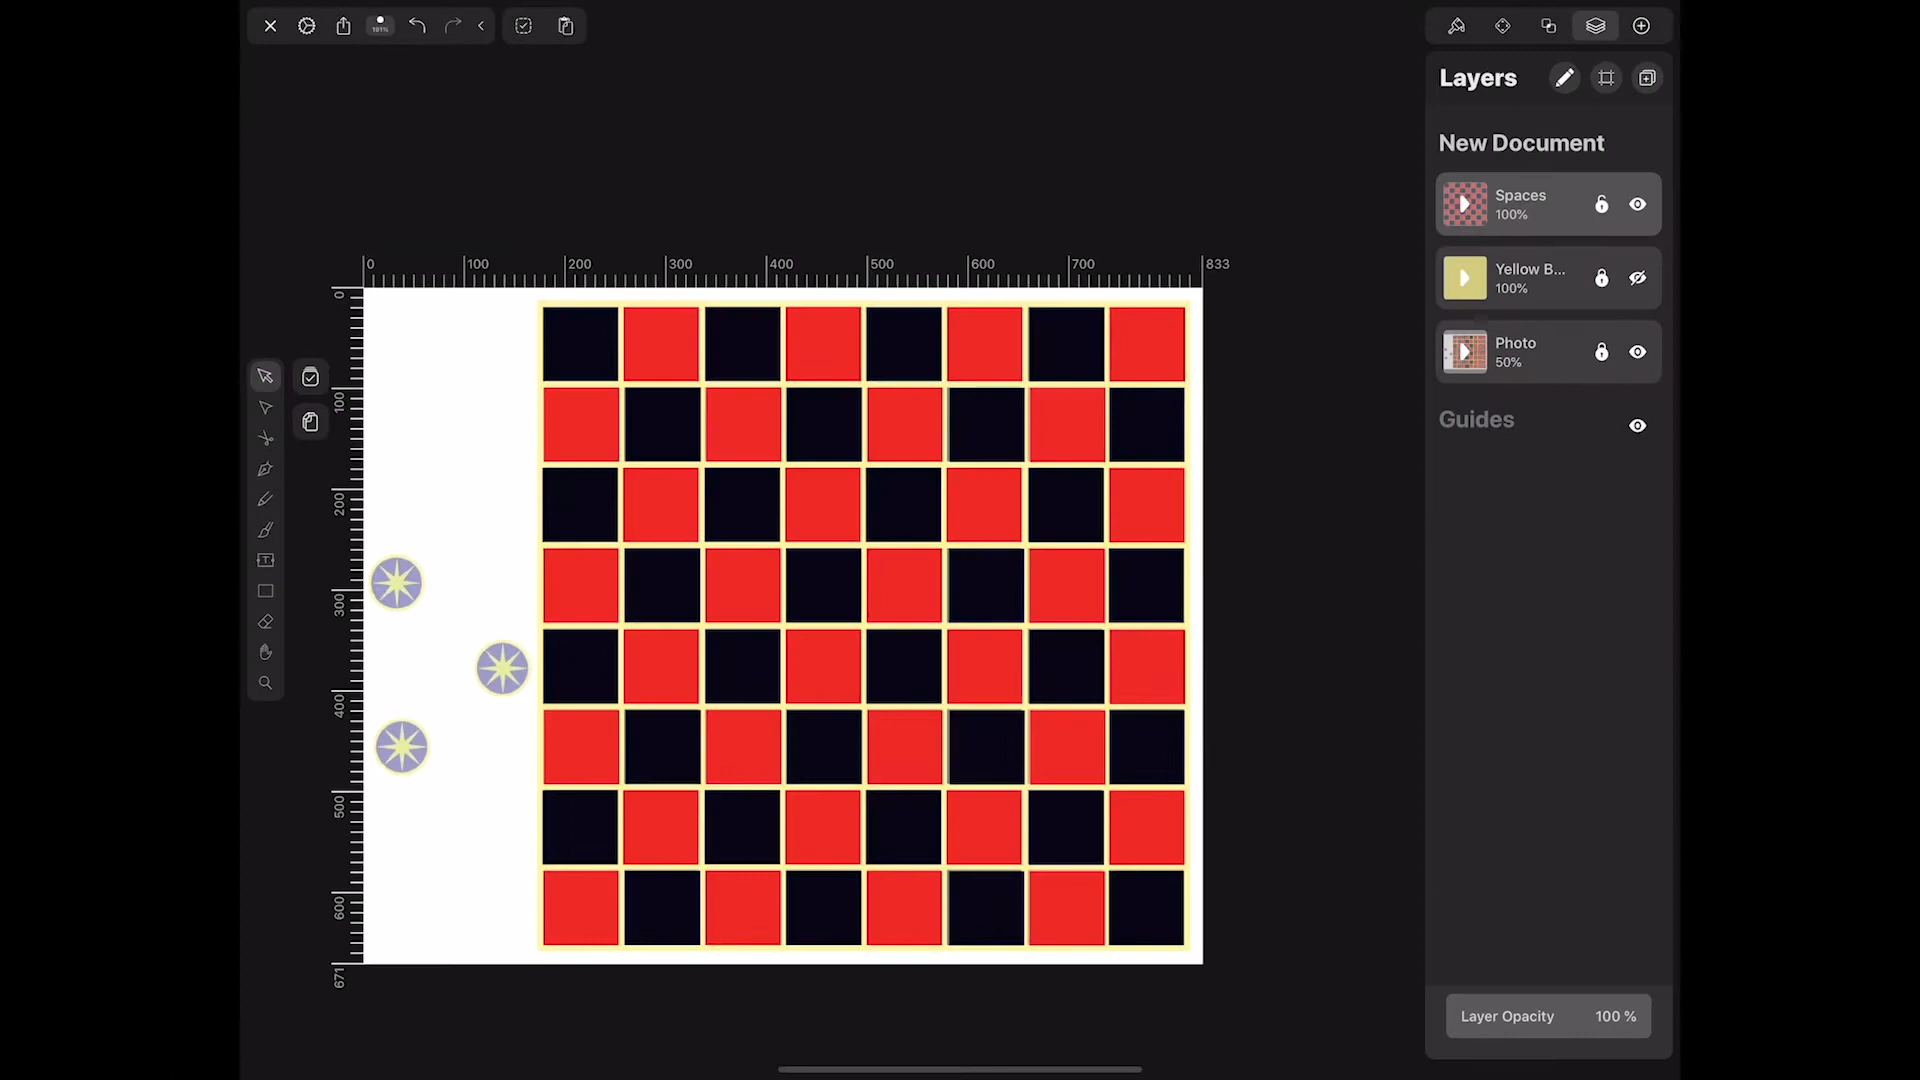 101%
Layers
New Document
Spaces
100%
Yellow B...
100%
Photo
50%
Guides
0
100
200
300
400
500
600
700
833
0
100
200
300
400
500
600
671
T
Layer Opacity 100 %